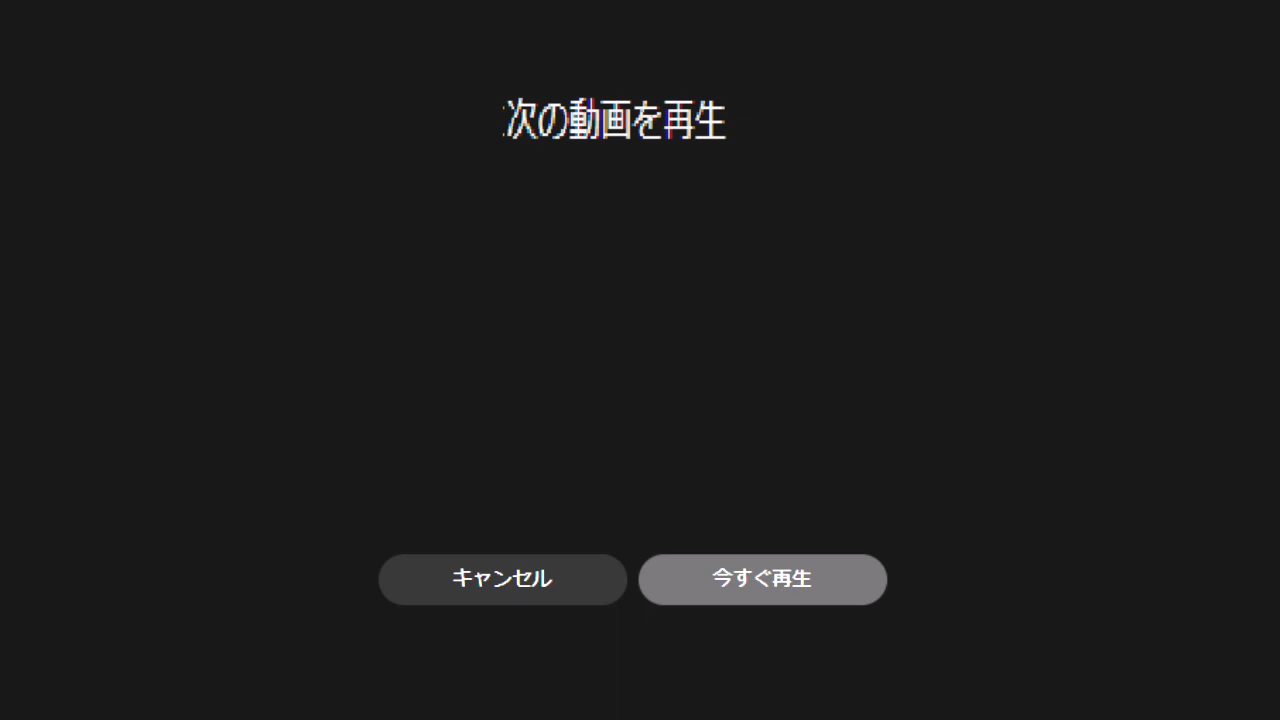 次の動画を再生
キャンセル
今すぐ再生